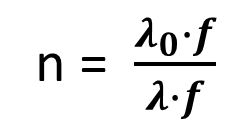 n = λ₀·f / λ·f